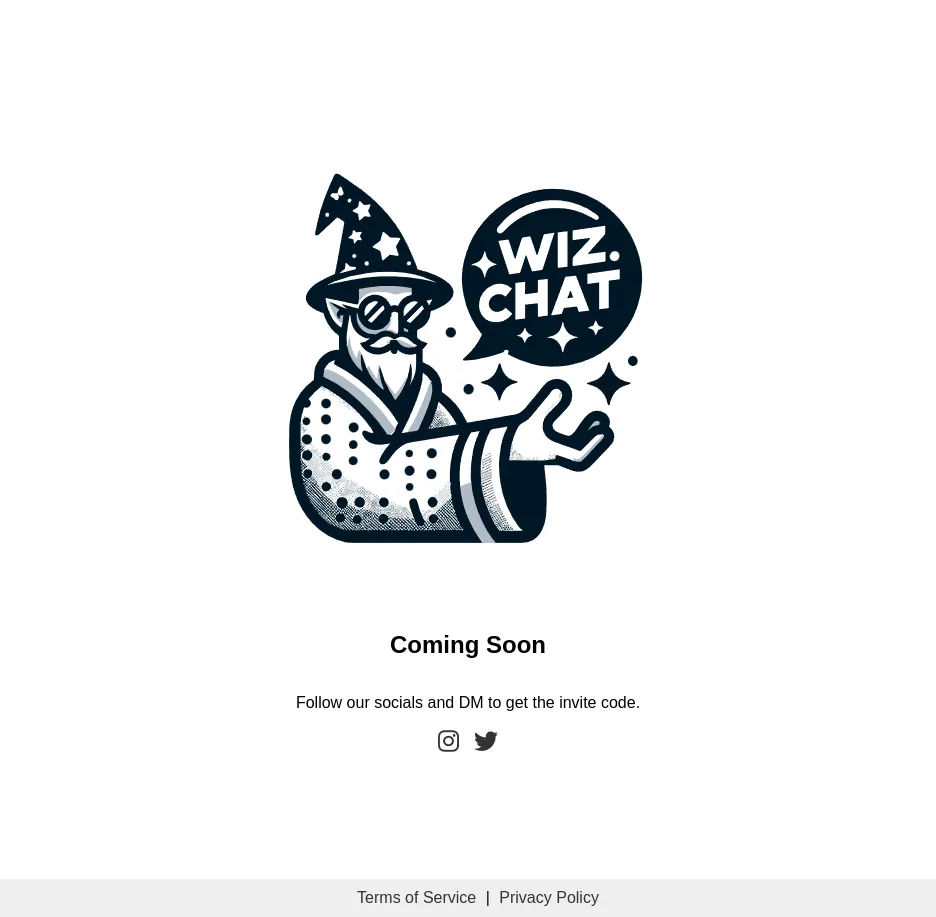 WIZ.
CHAT
Coming Soon
Follow our socials and DM to get the invite code.
Terms of Service | Privacy Policy